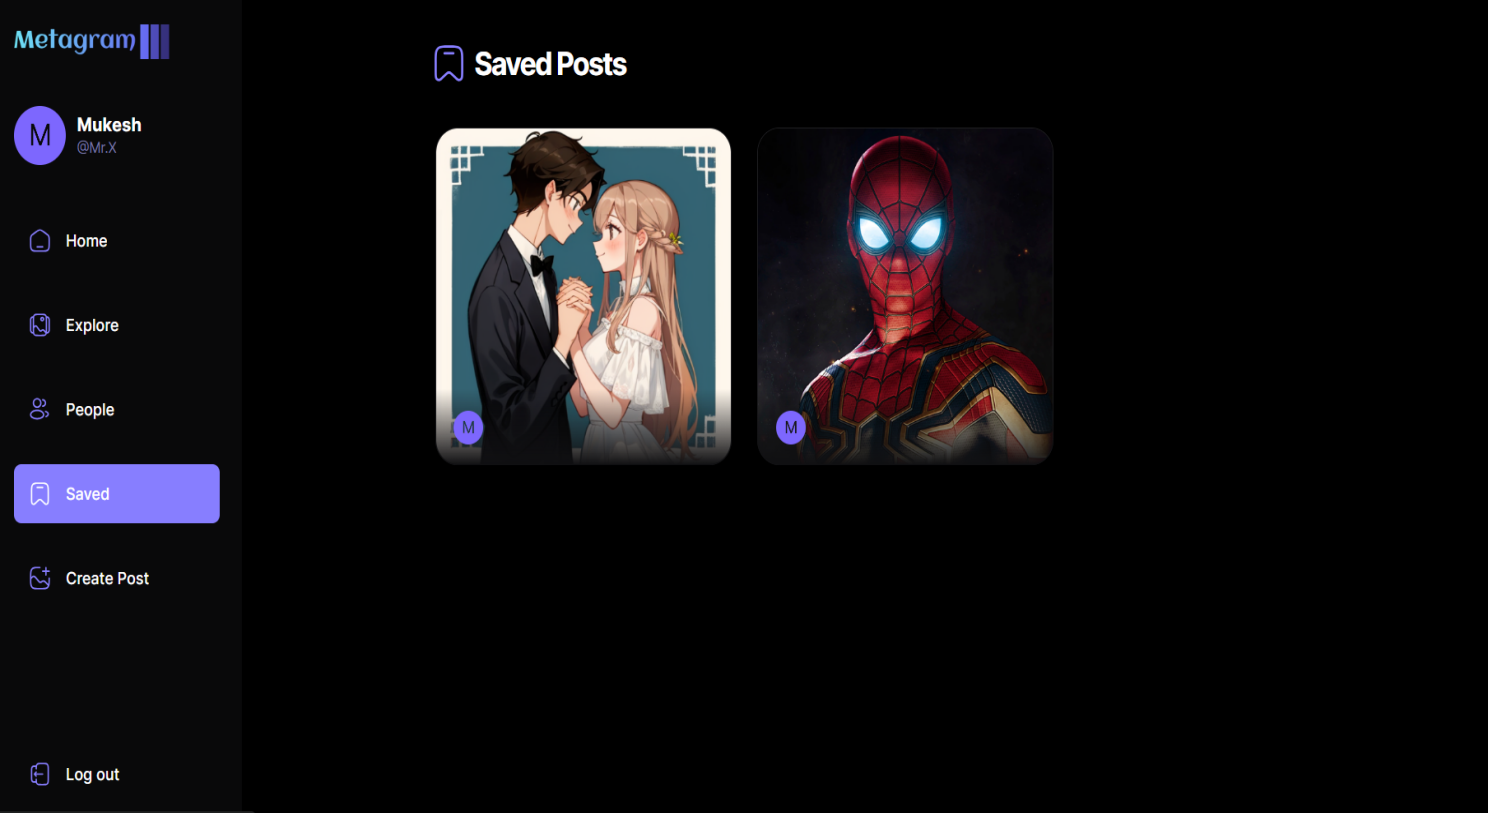 Metagram
M
Mukesh
@Mr.X
Home
Explore
People
Saved
Create Post
Log out
Saved Posts
M
M